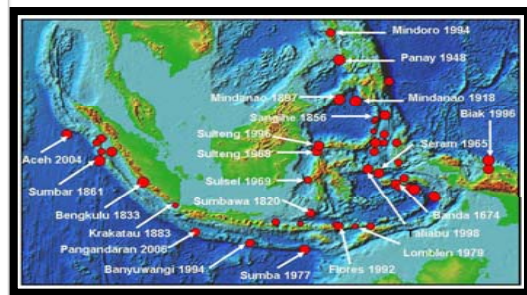 Mindoro 1994
Panay 1948
Mindanao 1897
Mindanao 1918
Sangihe 1856
Biak 1996
Sulteng 1996
Seram 1965
Sulteng 1968
Aceh 2004
Sulsel 1969
Sumbar 1861
Sumbawa 1820
Bengkulu 1833
Banda 1674
Krakatau 1883
Taliabu 1998
Pangandaran 2006
Lomblen 1979
Banyuwangi 1994
Flores 1992
Sumba 1977